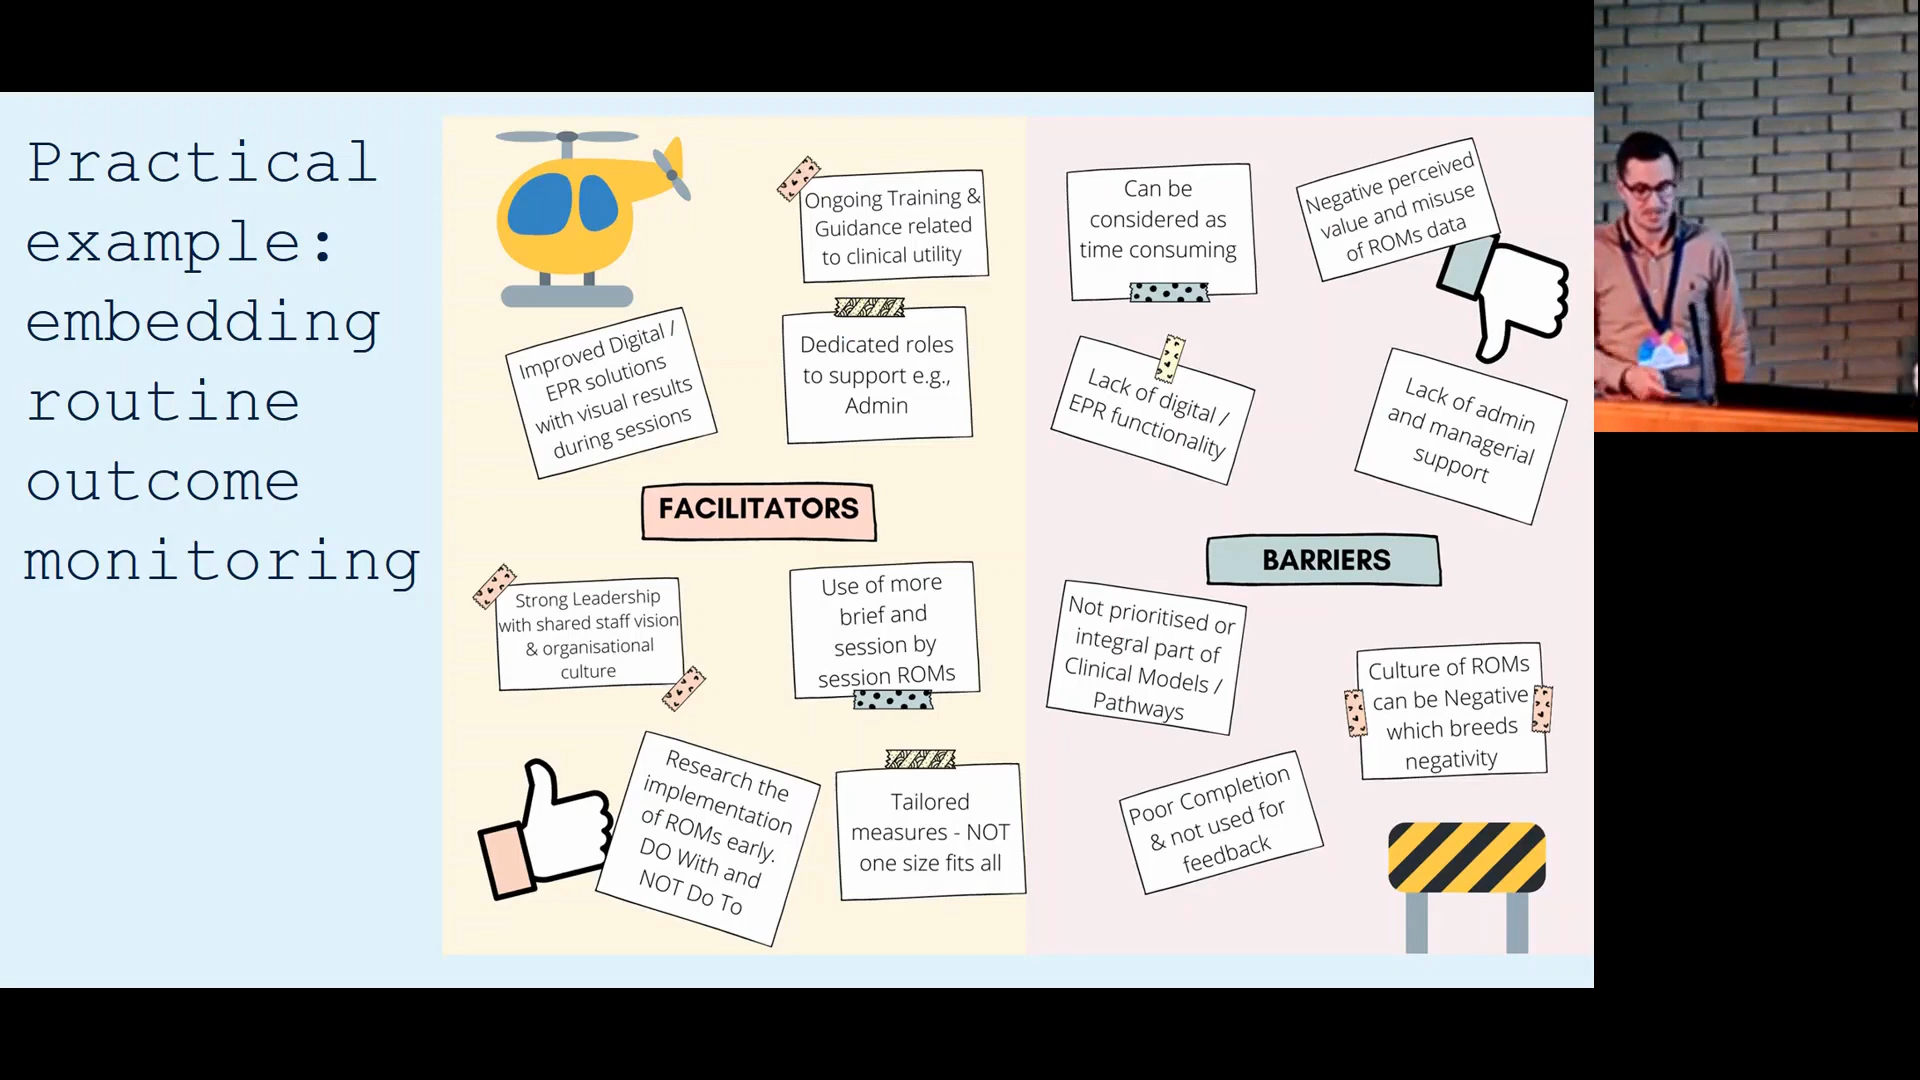 Practical
example:
embedding
routine
outcome
monitoring
Ongoing Training &
Guidance related
to clinical utility
Improved Digital /
EPR solutions
with visual results
during sessions
Dedicated roles
to support e.g.,
Admin
FACILITATORS
Strong Leadership
with shared staff vision
& organisational
culture
Use of more
brief and
session by
session ROMs
Research the
implementation
of ROMs early.
DO With and
NOT Do To
Tailored
measures - NOT
one size fits all
Can be
considered as
time consuming
Negative perceived
value and misuse
of ROMs data
Lack of digital /
EPR functionality
Lack of admin
and managerial
support
BARRIERS
Not prioritised or
integral part of
Clinical Models /
Pathways
Culture of ROMs
can be Negative
which breeds
negativity
Poor Completion
& not used for
feedback